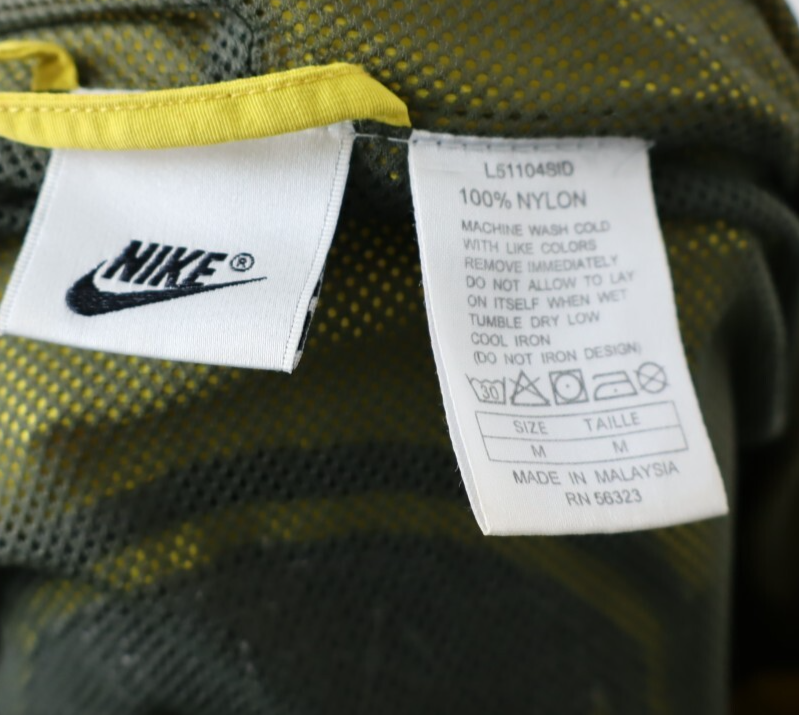 NIKE®
L51104SID
100% NYLON
MACHINE WASH COLD
WITH LIKE COLORS
REMOVE IMMEDIATELY
DO NOT ALLOW TO LAY
ON ITSELF WHEN WET
TUMBLE DRY LOW
COOL IRON
(DO NOT IRON DESIGN)
30
SIZE TAILLE
M M
MADE IN MALAYSIA
RN 56323